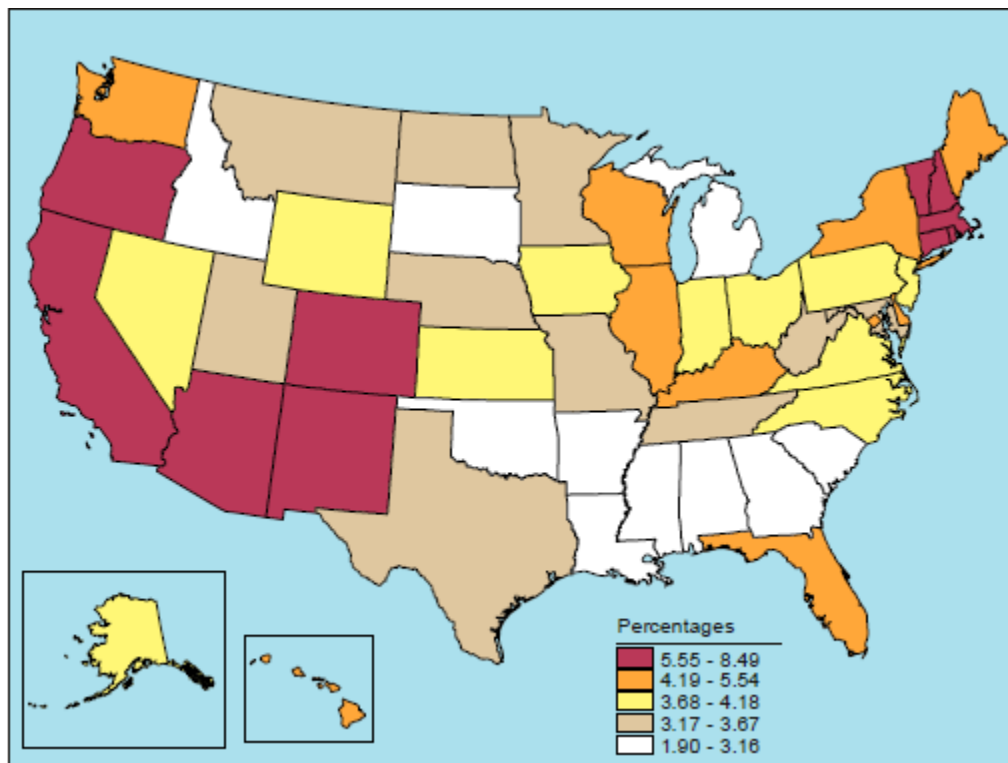 Percentages
5.55 - 8.49
4.19 - 5.54
3.68 - 4.18
3.17 - 3.67
1.90 - 3.16